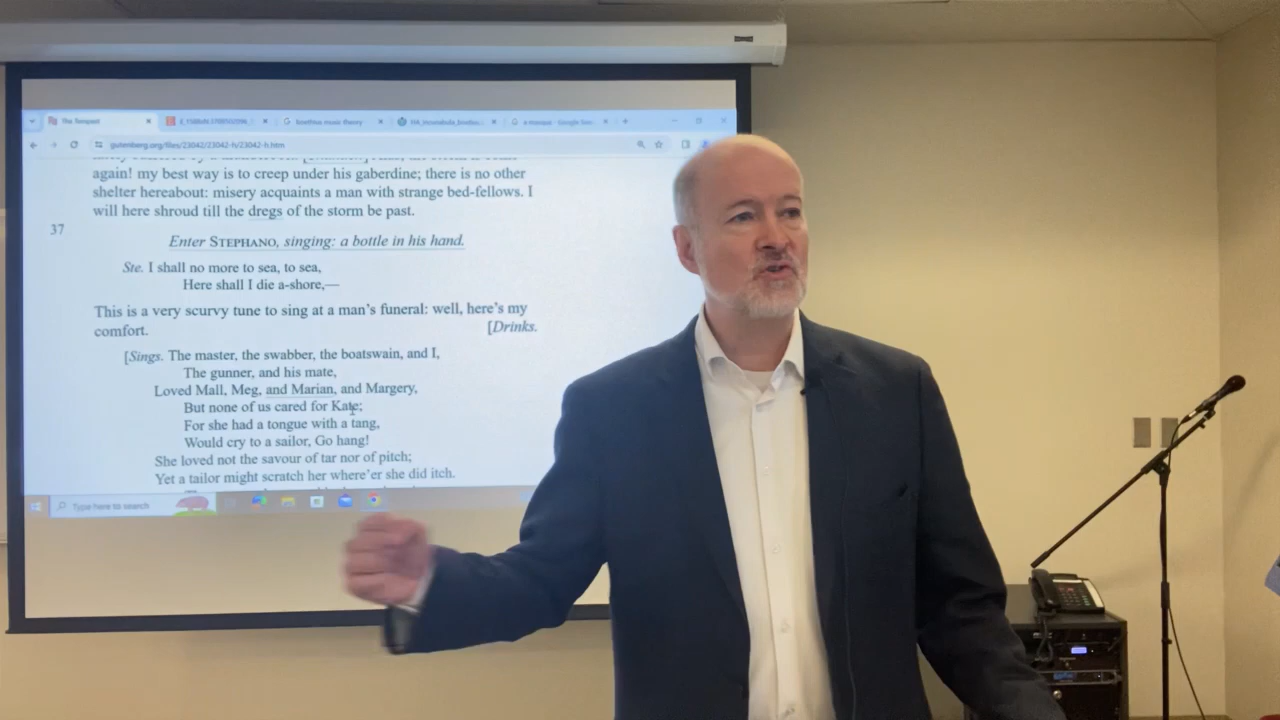 The Tempest
Boethius music theory
gutenberg.org/files/23042/23042-h/23042-h.htm
again! my best way is to creep under his gaberdine; there is no other
shelter hereabout: misery acquaints a man with strange bed-fellows. I
will here shroud till the dregs of the storm be past.
37
Enter STEPHANO, singing: a bottle in his hand.
Ste. I shall no more to sea, to sea,
Here shall I die a-shore,—
This is a very scurvy tune to sing at a man's funeral: well, here's my
comfort. [Drinks.
[Sings. The master, the swabber, the boatswain, and I,
The gunner, and his mate,
Loved Mall, Meg, and Marian, and Margery,
But none of us cared for Kate;
For she had a tongue with a tang,
Would cry to a sailor, Go hang!
She loved not the savour of tar nor of pitch;
Yet a tailor might scratch her where'er she did itch.
Type here to search